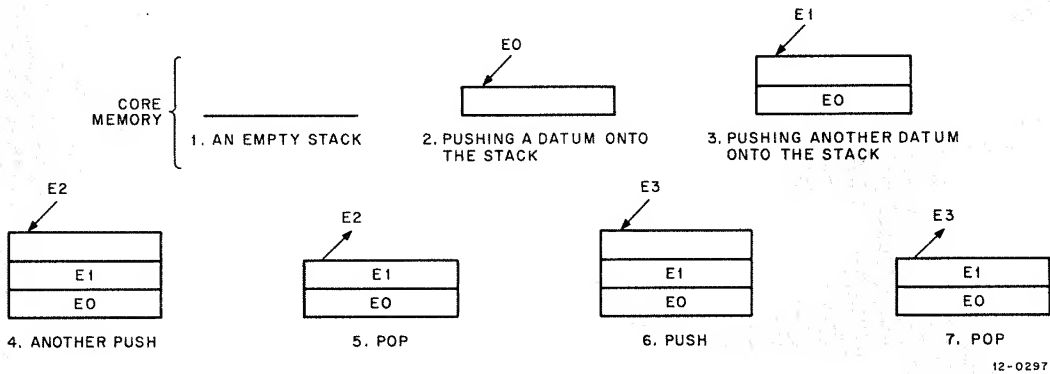 CORE
MEMORY
1. AN EMPTY STACK
E0
2. PUSHING A DATUM ONTO
THE STACK
E1
E0
3. PUSHING ANOTHER DATUM
ONTO THE STACK
E2
E1
E0
4. ANOTHER PUSH
E2
E1
E0
5. POP
E3
E1
E0
6. PUSH
E3
E1
E0
7. POP
12-0297